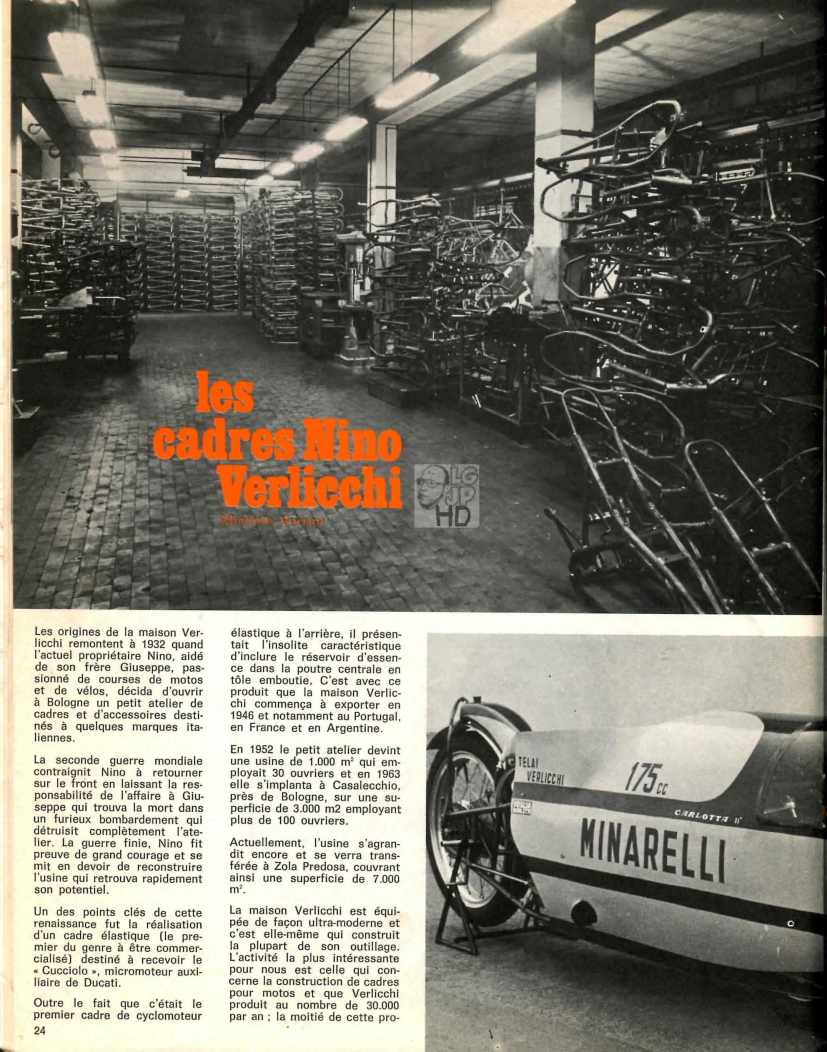 les
cadres Nino
Verlicchi
LG
JP
HD
Les origines de la maison Ver-
licchi remontent à 1932 quand
l'actuel propriétaire Nino, aidé
de son frère Giuseppe, pas-
sionné de courses de motos
et de vélos, décida d'ouvrir
à Bologne un petit atelier de
cadres et d'accessoires desti-
nés à quelques marques ita-
liennes.
La seconde guerre mondiale
contraignit Nino à retourner
sur le front en laissant la res-
ponsabilité de l'affaire à Giu-
seppe qui trouva la mort dans
un furieux bombardement qui
détruisit complètement l'ate-
lier. La guerre finie, Nino fit
preuve de grand courage et se
mit en devoir de reconstruire
l'usine qui retrouva rapidement
son potentiel.
Un des points clés de cette
renaissance fut la réalisation
d'un cadre élastique (le pre-
mier du genre à être commer-
cialisé) destiné à recevoir le
« Cucciolo », micromoteur auxi-
liaire de Ducati.
Outre le fait que c'était le
premier cadre de cyclomoteur
24
élastique à l'arrière, il présen-
tait l'insolite caractéristique
d'inclure le réservoir d'essen-
ce dans la poutre centrale en
tôle emboutie. C'est avec ce
produit que la maison Verlic-
chi commença à exporter en
1946 et notamment au Portugal,
en France et en Argentine.
En 1952 le petit atelier devint
une usine de 1.000 m² qui em-
ployait 30 ouvriers et en 1963
elle s'implanta à Casalecchio,
près de Bologne, sur une su-
perficie de 3.000 m2 employant
plus de 100 ouvriers.
Actuellement, l'usine s'agran-
dit encore et se verra trans-
férée à Zola Predosa, couvrant
ainsi une superficie de 7.000
m².
La maison Verlicchi est équi-
pée de façon ultra-moderne et
c'est elle-même qui construit
la plupart de son outillage.
L'activité la plus intéressante
pour nous est celle qui con-
cerne la construction de cadres
pour motos et que Verlicchi
produit au nombre de 30.000
par an ; la moitié de cette pro-
TELAI
VERLICCHI
175 cc
CARLOTTA II
MINARELLI